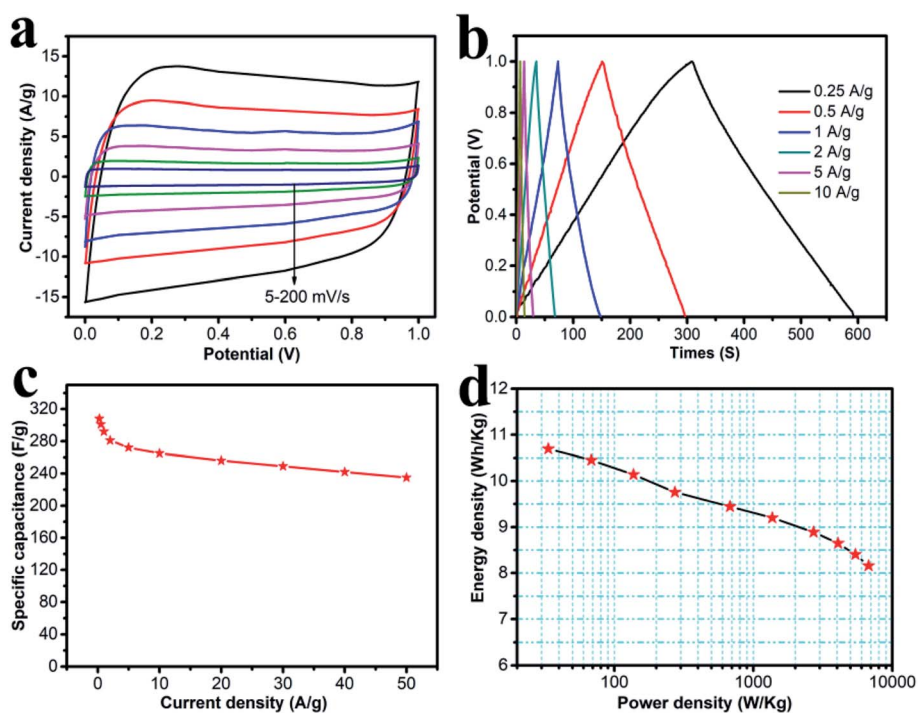 a
15
10
5
0
-5
-10
-15
Current density (A/g)
5-200 mV/s
0.0 0.2 0.4 0.6 0.8 1.0
Potential (V)
b
1.0
0.8
0.6
0.4
0.2
0.0
Potential (V)
0.25 A/g
0.5 A/g
1 A/g
2 A/g
5 A/g
10 A/g
0 100 200 300 400 500 600
Times (S)
c
320
280
240
200
160
120
80
40
0
Specific capacitance (F/g)
0 10 20 30 40 50
Current density (A/g)
d
12
11
10
9
8
7
6
Energy density (Wh/Kg)
100 1000 10000
Power density (W/Kg)